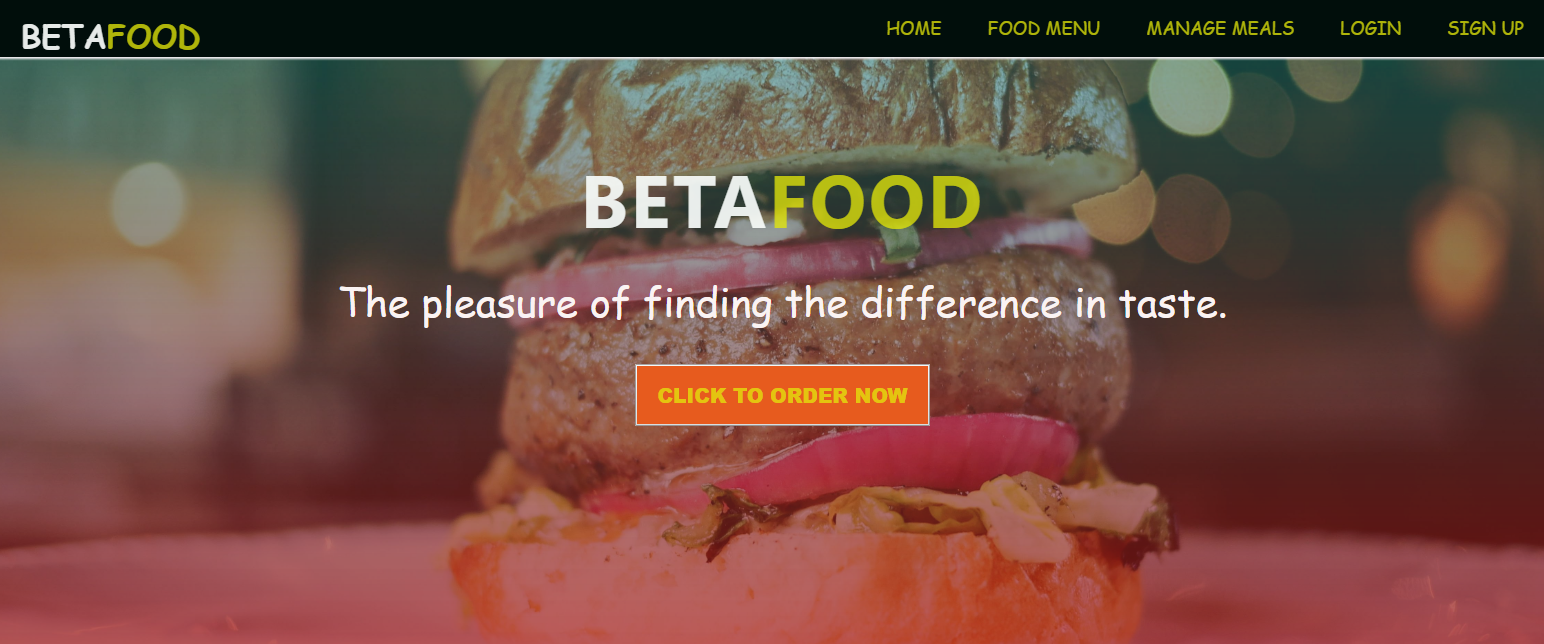 BETAFOOD
HOME FOOD MENU MANAGE MEALS LOGIN SIGN UP
BETAFOOD
The pleasure of finding the difference in taste.
CLICK TO ORDER NOW